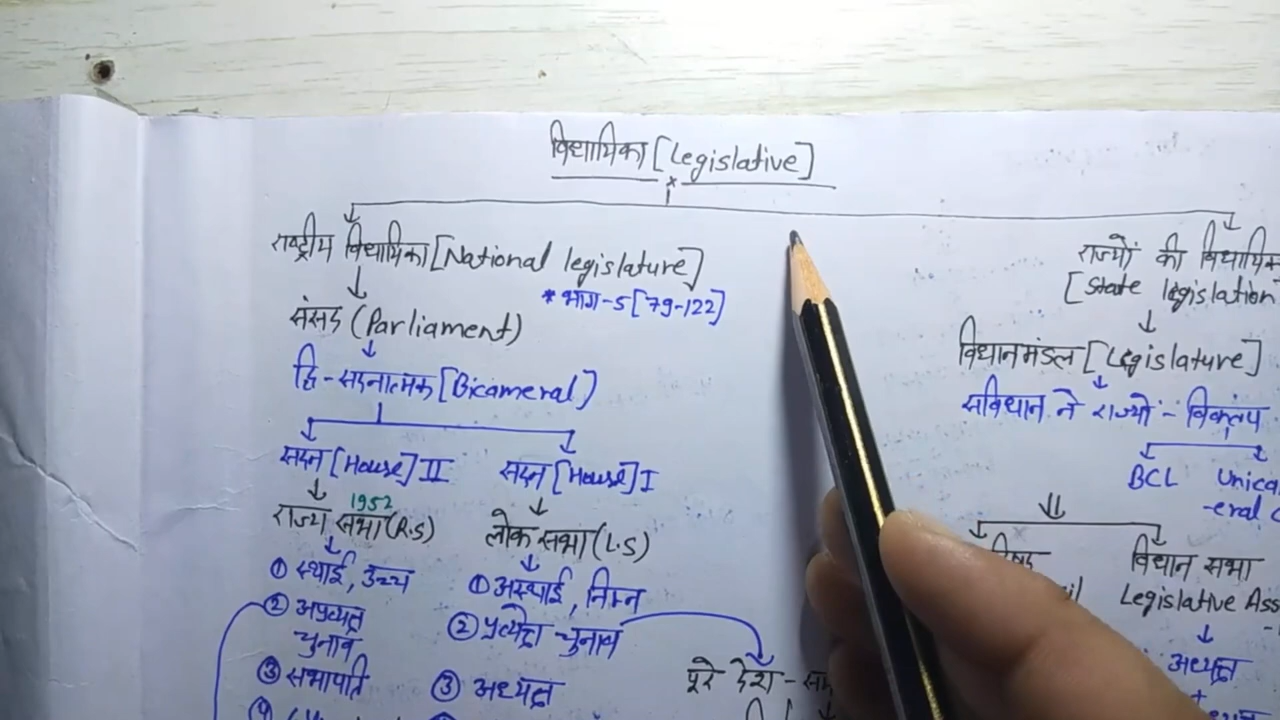 विधायिका [Legislative]
राष्ट्रीय विधायिका [National legislature]
* भाग-5 [79-122]
संसद (Parliament)
द्वि-सदनात्मक [Bicameral]
सदन [House] II
1952
राज्य सभा (R.S)
① स्थाई, उच्च
② अप्रत्यक्ष
चुनाव
③ सभापति
सदन [House] I
लोक सभा (L.S)
① अस्थाई, निम्न
② प्रत्येक्ष चुनाव
③ अध्यक्ष
पूरे देश -
राज्यों की विधायिक
[State legislation
विधानमंडल [Legislature]
संविधान ने राज्यों - विकल्प
BCL
Unica
-eral
विधान सभा
Legislative Ass
अध्यक्ष